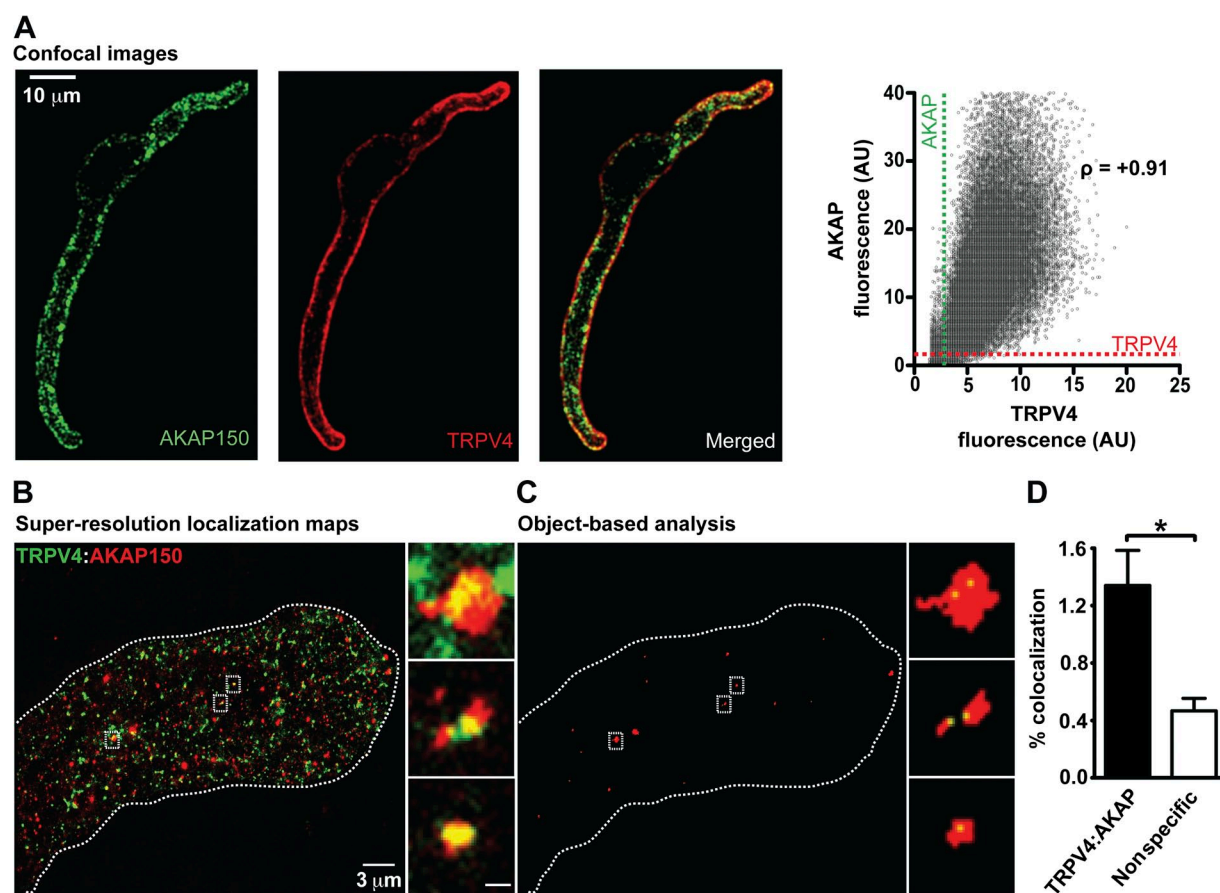 A
Confocal images
10 μm
AKAP150
TRPV4
Merged
40
30
20
10
0
AKAP
fluorescence (AU)
AKAP
ρ = +0.91
TRPV4
0 5 10 15 20 25
TRPV4
fluorescence (AU)
B
Super-resolution localization maps
TRPV4:AKAP150
3 μm
C
Object-based analysis
D
*
% colocalization
1.6
1.2
0.8
0.4
0.0
TRPV4:AKAP
Nonspecific